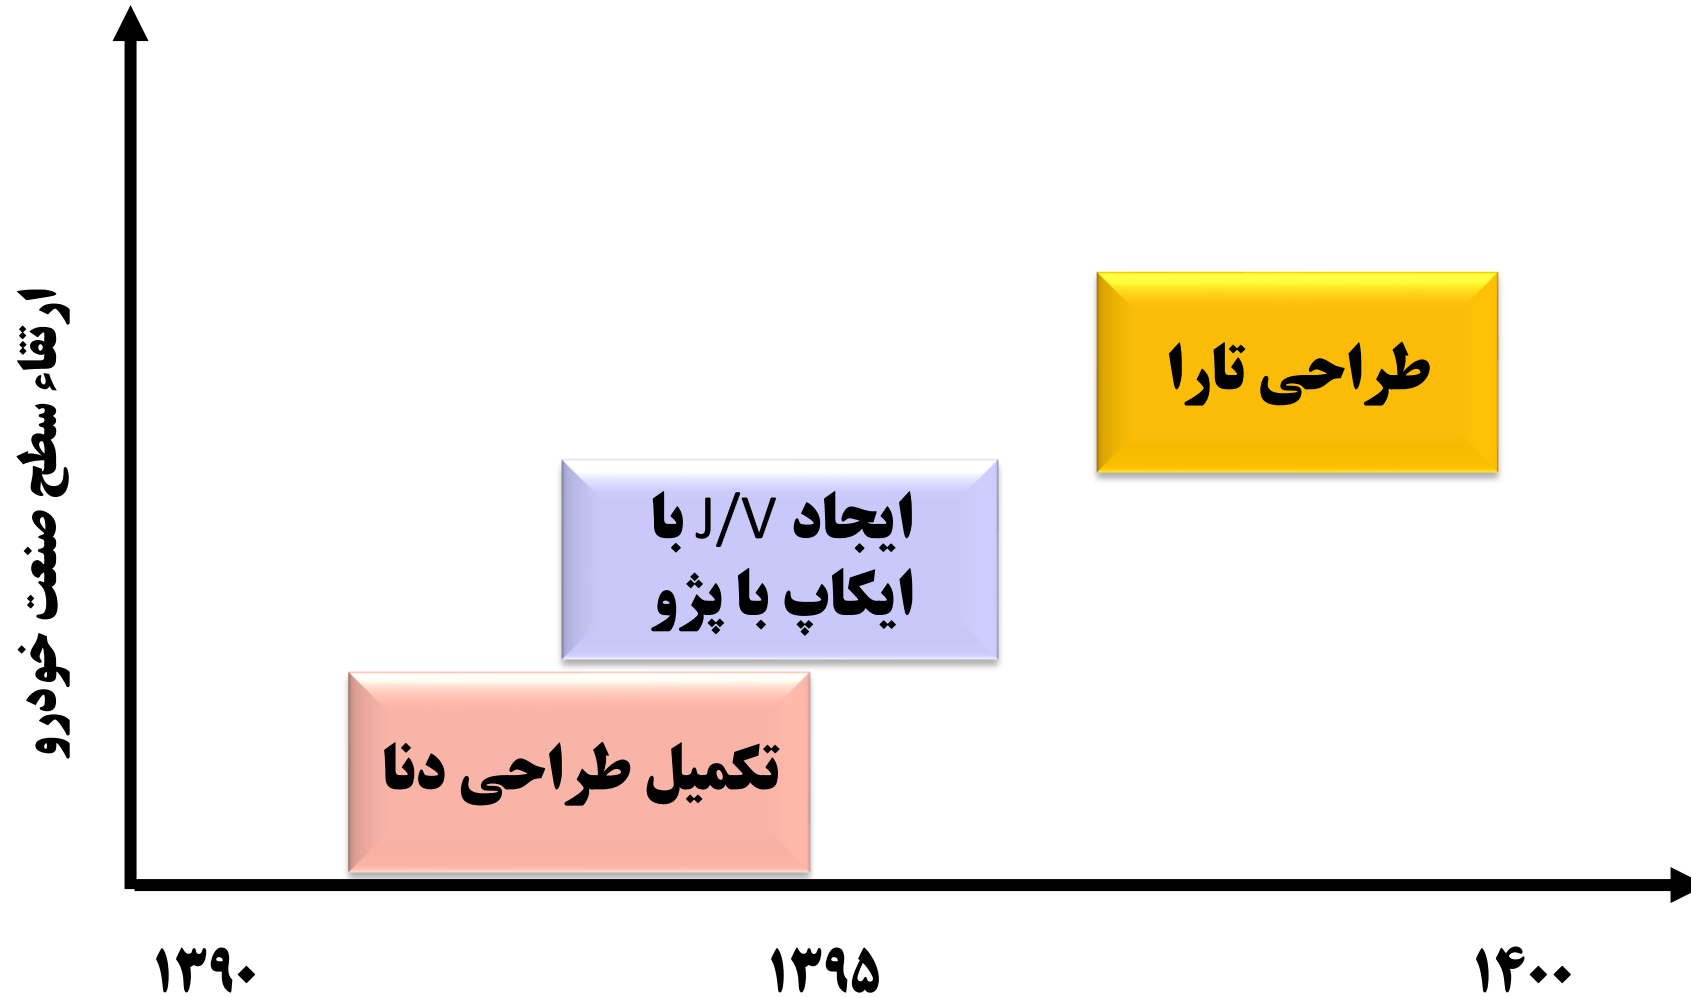 ارتقاء سطح صنعت خودرو
طراحی تارا
ایجاد J/V با
ایکاپ با پژو
تکمیل طراحی دنا
۱۳۹۰
۱۳۹۵
۱۴۰۰